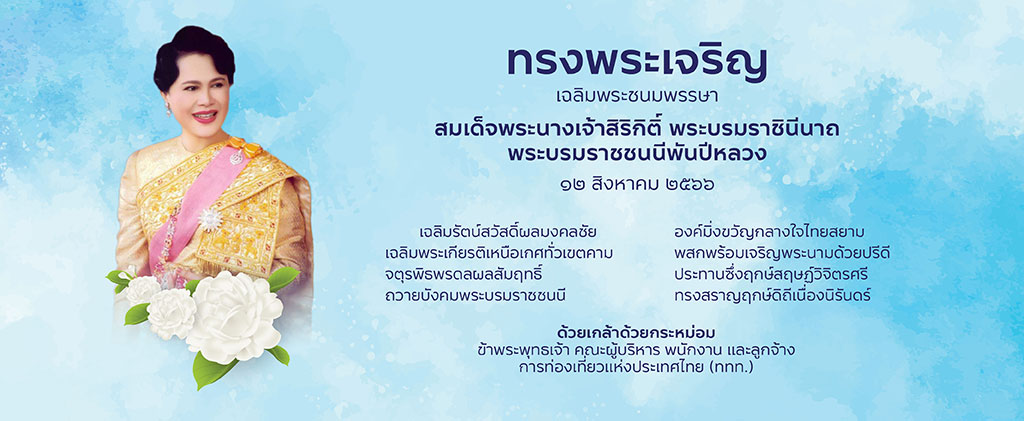 ทรงพระเจริญ
เฉลิมพระชนมพรรษา
สมเด็จพระนางเจ้าสิริกิติ์ พระบรมราชินีนาถ
พระบรมราชชนนีพันปีหลวง
๑๒ สิงหาคม ๒๕๖๖
เฉลิมรัตน์สวัสดิ์ผลมงคลชัย องค์มิ่งขวัญกลางใจไทยสยาม
เฉลิมพระเกียรติเหนือเกศทั่วเขตคาม พสกพร้อมเจริญพระนามด้วยปรีดี
จตุรพิธพรดลผลสัมฤทธิ์ ประทานซึ่งฤกษ์สฤษฏ์วิจิตรศรี
ถวายบังคมพระบรมราชชนนี ทรงสราญฤกษ์ดิถีเนื่องนิรันดร์
ด้วยเกล้าด้วยกระหม่อม
ข้าพระพุทธเจ้า คณะผู้บริหาร พนักงาน และลูกจ้าง
การท่องเที่ยวแห่งประเทศไทย (ททท.)